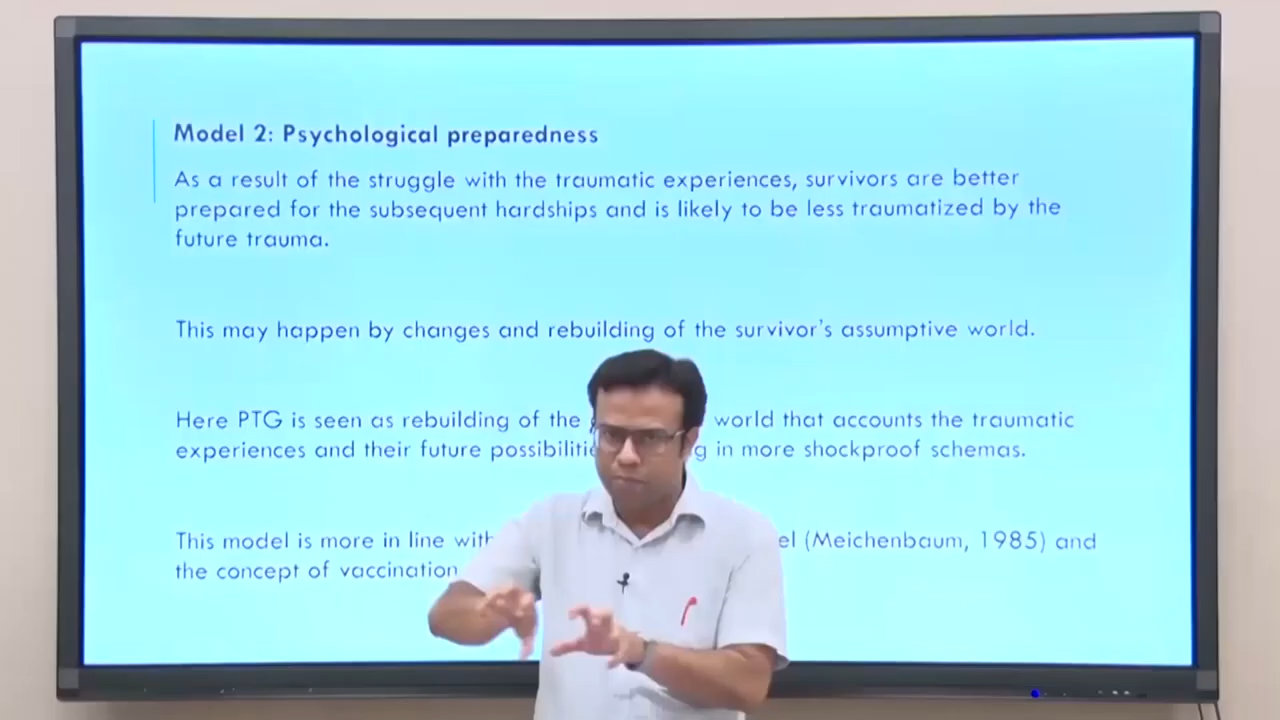 Model 2: Psychological preparedness
As a result of the struggle with the traumatic experiences, survivors are better
prepared for the subsequent hardships and is likely to be less traumatized by the
future trauma.
This may happen by changes and rebuilding of the survivor's assumptive world.
Here PTG is seen as rebuilding of the world that accounts the traumatic
experiences and their future in more shockproof schemas.
This model is more in line with (Meichenbaum, 1985) and
the concept of vaccination